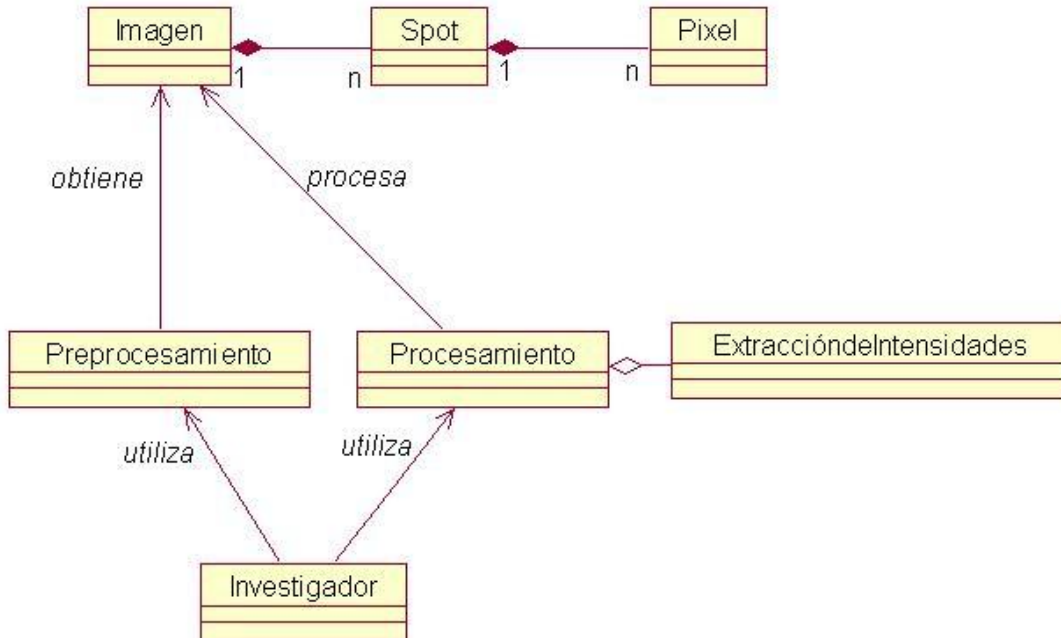 Imagen
Spot
Pixel
1
n
1
n
obtiene
procesa
Preprocesamiento
Procesamiento
ExtraccióndeIntensidades
utiliza
utiliza
Investigador